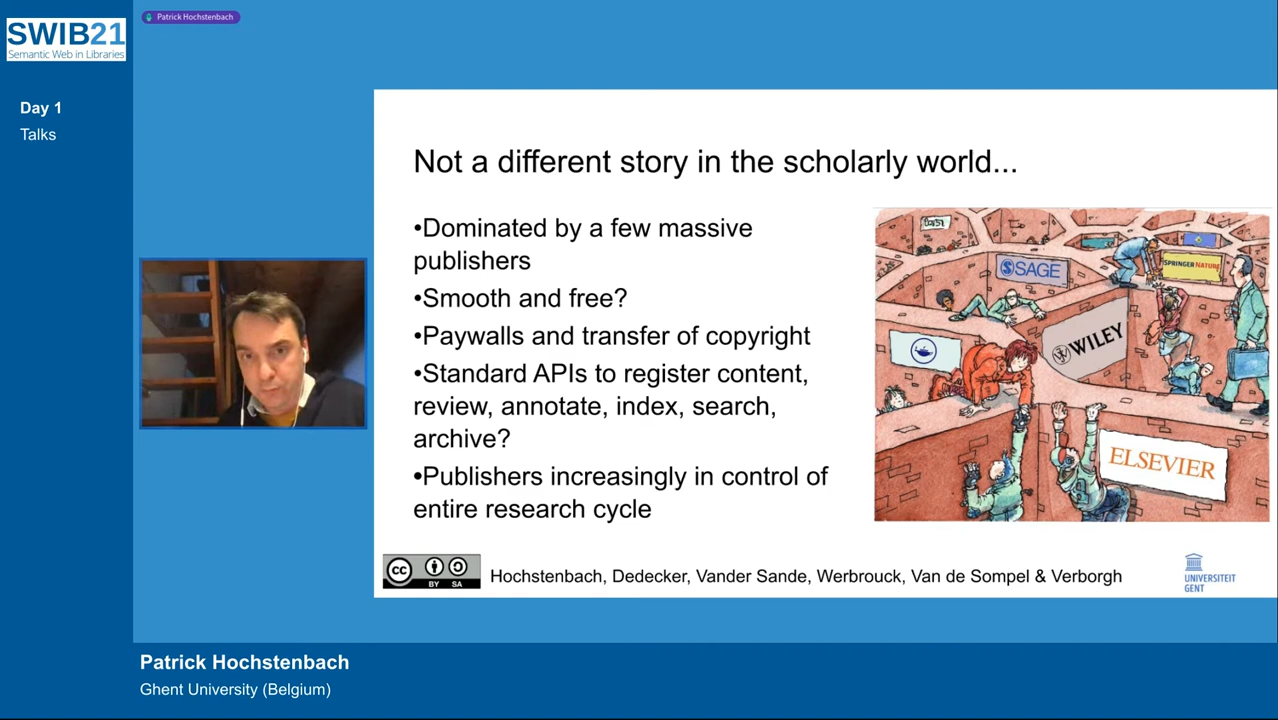 Patrick Hochstenbach
SWIB21
Semantic Web in Libraries
Day 1
Talks
Not a different story in the scholarly world...
•Dominated by a few massive
publishers
•Smooth and free?
•Paywalls and transfer of copyright
•Standard APIs to register content,
review, annotate, index, search,
archive?
•Publishers increasingly in control of
entire research cycle
SAGE
SPRINGER NATURE
WILEY
ELSEVIER
cc
BY SA
Hochstenbach, Dedecker, Vander Sande, Werbrouck, Van de Sompel & Verborgh
UNIVERSITEIT
GENT
Patrick Hochstenbach
Ghent University (Belgium)